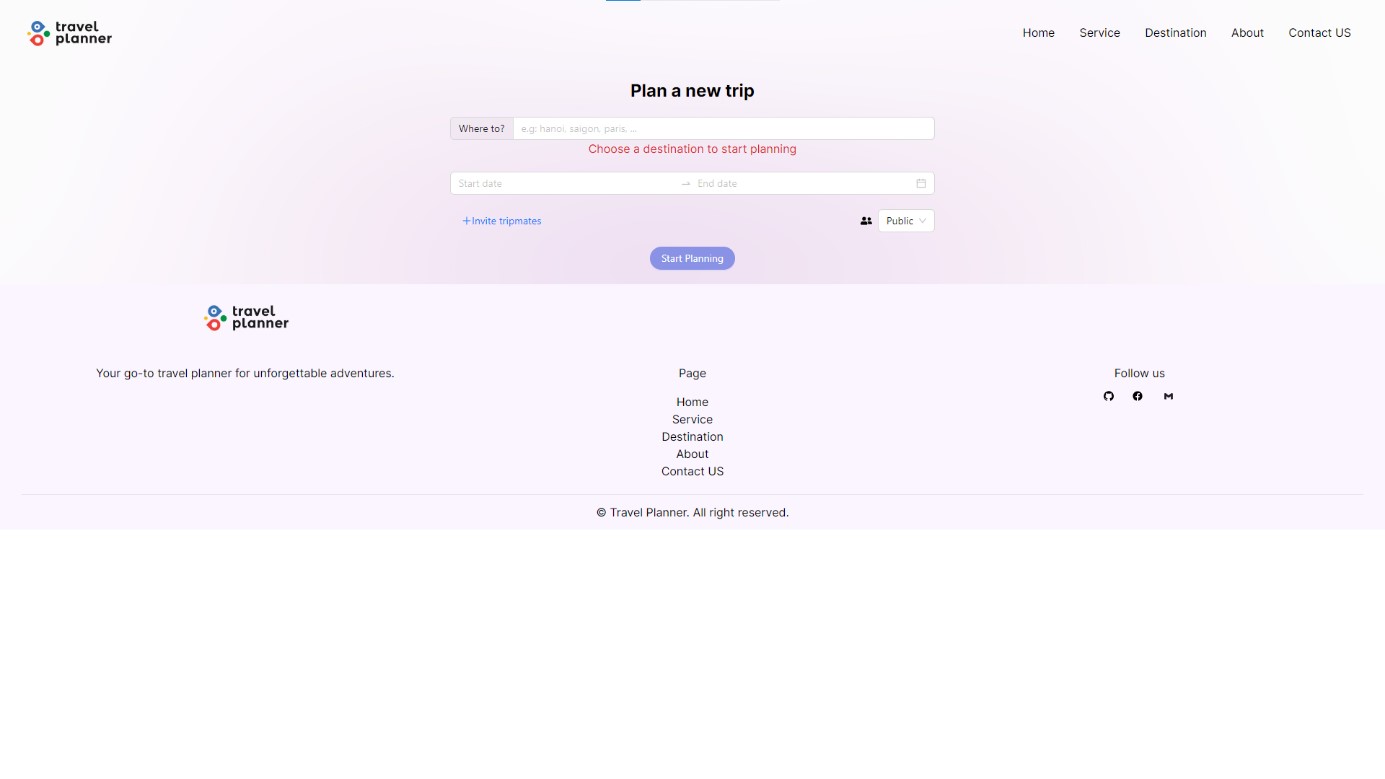 travel
planner
Home Service Destination About Contact US
Plan a new trip
Where to? e.g: hanoi, saigon, paris, ...
Choose a destination to start planning
Start date → End date
+Invite tripmates Public
Start Planning
travel
planner
Your go-to travel planner for unforgettable adventures.
Page
Home
Service
Destination
About
Contact US
Follow us
© Travel Planner. All right reserved.